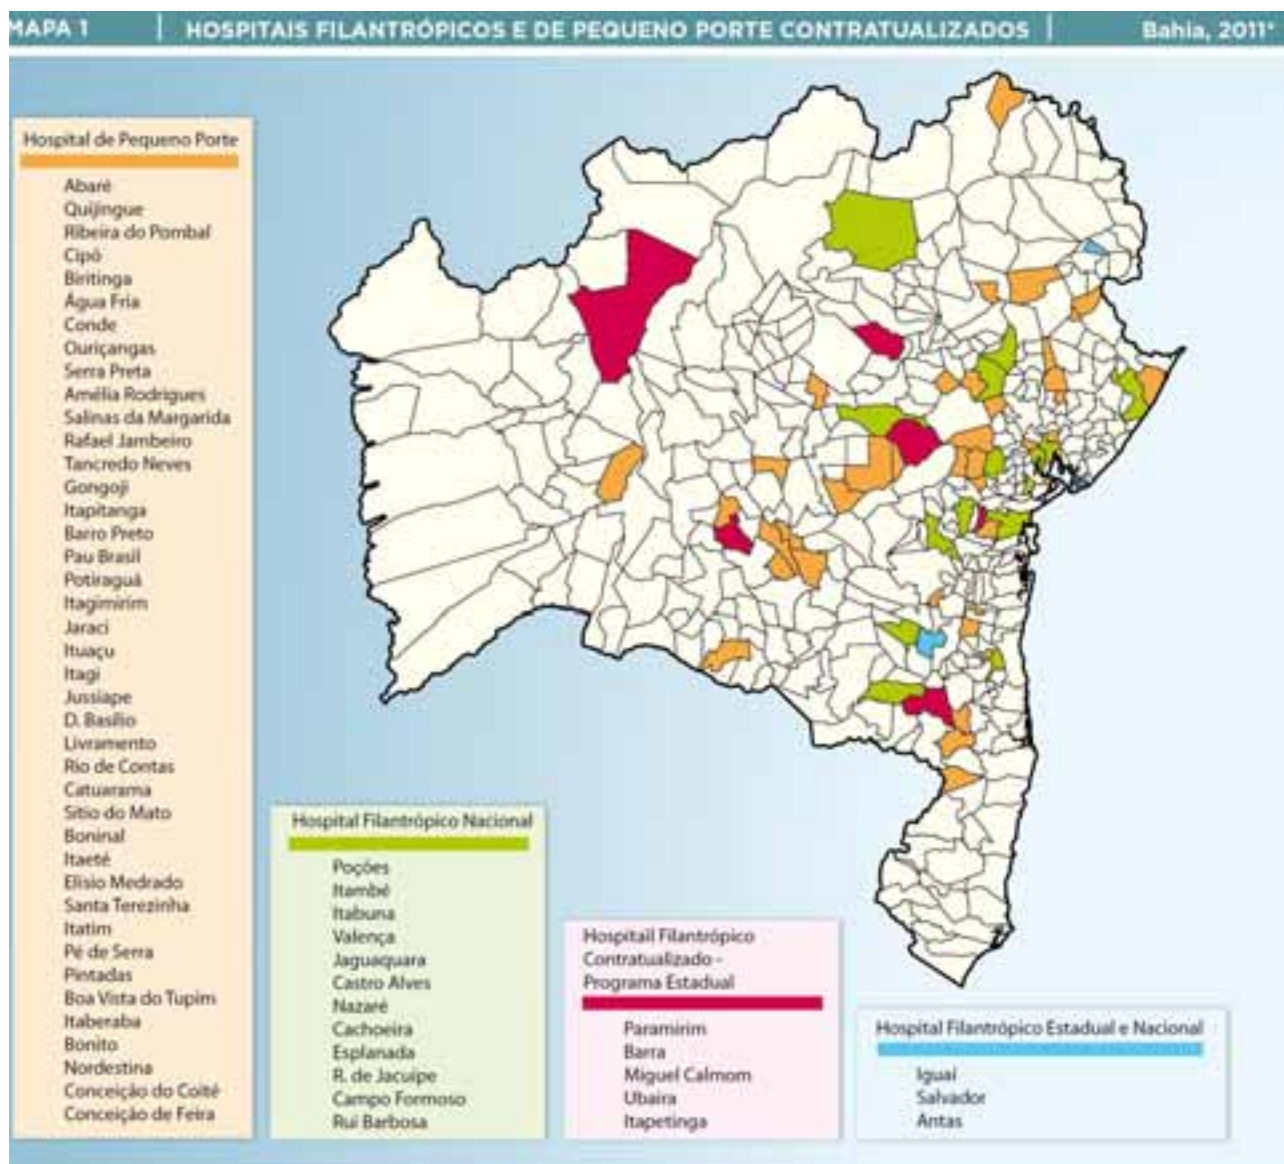 MAPA 1
HOSPITAIS FILANTRÓPICOS E DE PEQUENO PORTE CONTRATUALIZADOS
Bahia, 2011*
Hospital de Pequeno Porte
Abaré
Quijingue
Ribeira do Pombal
Cipó
Biritinga
Água Fria
Conde
Ouriçangas
Serra Preta
Amélia Rodrigues
Salinas da Margarida
Rafael Jambeiro
Tancredo Neves
Gongoji
Itapitanga
Barro Preto
Pau Brasil
Potiraguá
Itagimirim
Jaraci
Ituaçu
Itagi
Jussiape
D. Basílio
Livramento
Rio de Contas
Catuarama
Sítio do Mato
Boninal
Itaeté
Elísio Medrado
Santa Terezinha
Itatim
Pé de Serra
Pintadas
Boa Vista do Tupim
Itaberaba
Bonito
Nordestina
Conceição do Coité
Conceição de Feira
Hospital Filantrópico Nacional
Poções
Itambé
Itabuna
Valença
Jaguaquara
Castro Alves
Nazaré
Cachoeira
Esplanada
R. de Jacuipe
Campo Formoso
Rui Barbosa
Hospitail Filantrópico
Contratualizado -
Programa Estadual
Paramirim
Barra
Miguel Calmom
Ubaira
Itapetinga
Hospital Filantrópico Estadual e Nacional
Iguaí
Salvador
Antas